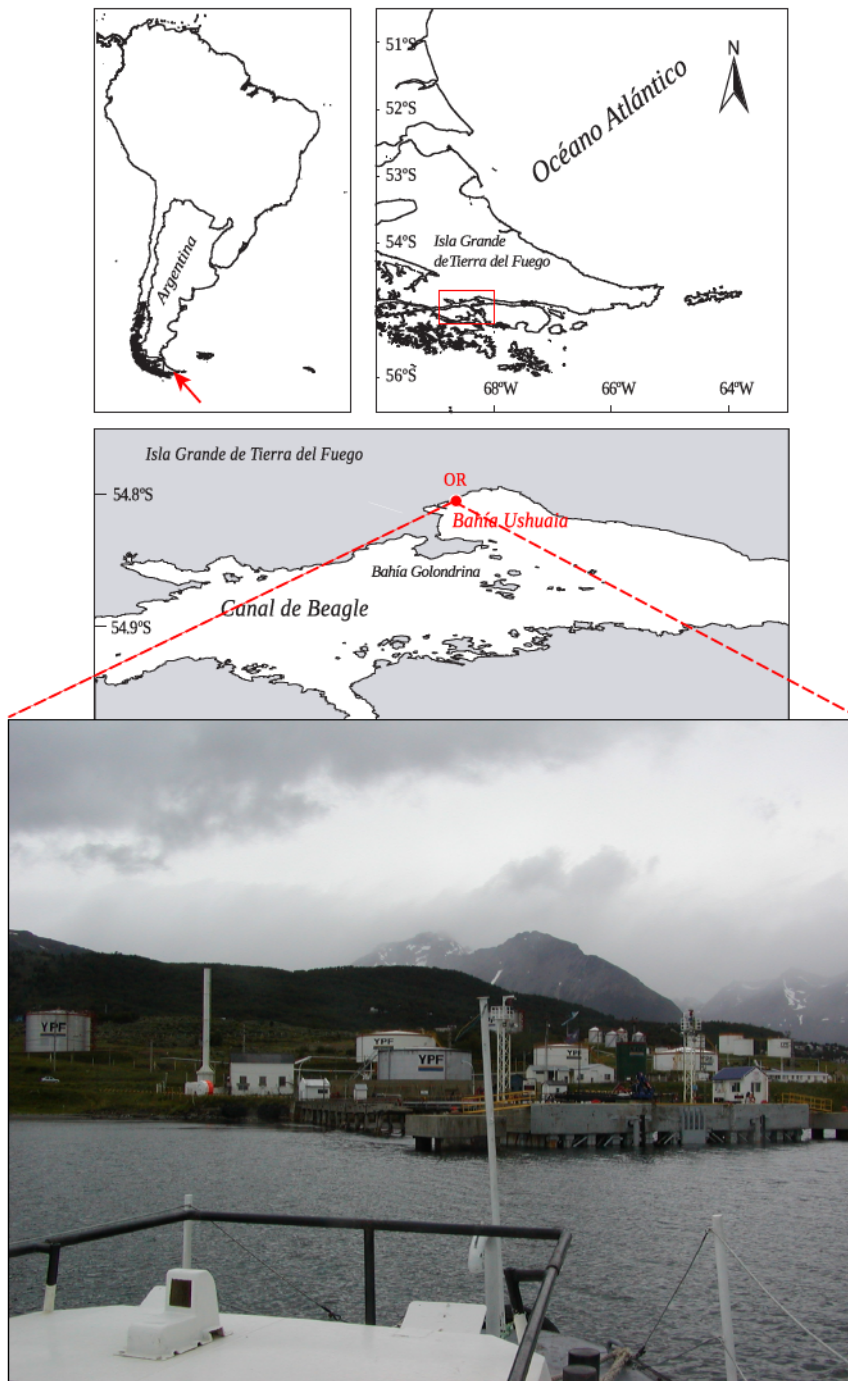 Argentina
51ºS
52ºS
53ºS
54ºS
56ºS
68ºW
66ºW
64ºW
N
Océano Atlántico
Isla Grande
de Tierra del Fuego
Isla Grande de Tierra del Fuego
54.8ºS
54.9ºS
OR
Bahía Ushuaia
Bahía Golondrina
Canal de Beagle
YPF
YPF
YPF
YPF